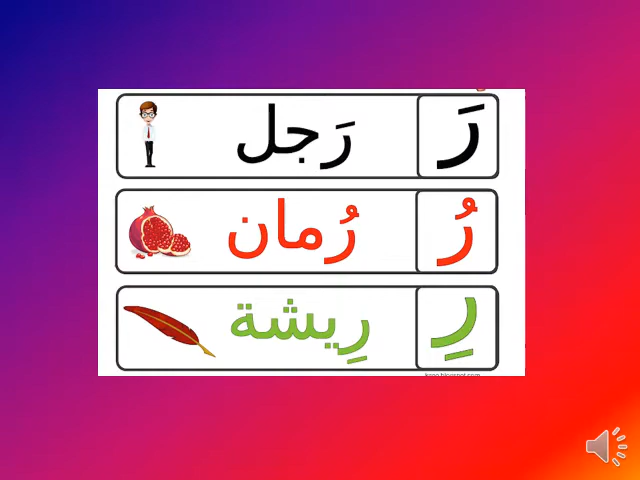 رَجل رَ
رُمان رُ
رِيشة رِ